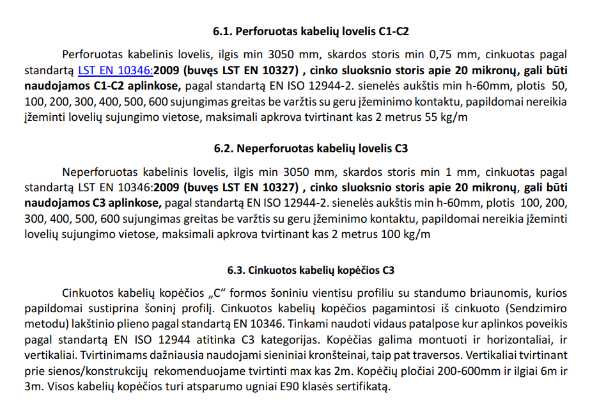 6.1. Perforuotas kabelių lovelis C1-C2
Perforuotas kabelinis lovelis, ilgis min 3050 mm, skardos storis min 0,75 mm, cinkuotas pagal
standartą LST EN 10346:2009 (buvęs LST EN 10327) , cinko sluoksnio storis apie 20 mikronų, gali būti
naudojamos C1-C2 aplinkose, pagal standartą EN ISO 12944-2. sienelės aukštis min h-60mm, plotis 50,
100, 200, 300, 400, 500, 600 sujungimas greitas be varžtis su geru įžeminimo kontaktu, papildomai nereikia
įžeminti lovelių sujungimo vietose, maksimali apkrova tvirtinant kas 2 metrus 55 kg/m
6.2. Neperforuotas kabelių lovelis C3
Neperforuotas kabelinis lovelis, ilgis min 3050 mm, skardos storis min 1 mm, cinkuotas pagal
standartą LST EN 10346:2009 (buvęs LST EN 10327) , cinko sluoksnio storis apie 20 mikronų, gali būti
naudojamos C3 aplinkose, pagal standartą EN ISO 12944-2. sienelės aukštis min h-60mm, plotis 100, 200,
300, 400, 500, 600 sujungimas greitas be varžtis su geru įžeminimo kontaktu, papildomai nereikia įžeminti
lovelių sujungimo vietose, maksimali apkrova tvirtinant kas 2 metrus 100 kg/m
6.3. Cinkuotos kabelių kopėčios C3
Cinkuotos kabelių kopėčios „C“ formos šoniniu vientisu profiliu su standumo briaunomis, kurios
papildomai sustiprina šoninį profilį. Cinkuotos kabelių kopėčios pagamintosi iš cinkuoto (Sendzimiro
metodu) lakštinio plieno pagal standartą EN 10346. Tinkami naudoti vidaus patalpose kur aplinkos poveikis
pagal standartą EN ISO 12944 atitinka C3 kategorijas. Kopėčias galima montuoti ir horizontaliai, ir
vertikaliai. Tvirtinimams dažniausia naudojami sieniniai kronšteinai, taip pat traversos. Vertikaliai tvirtinant
prie sienos/konstrukcijų rekomenduojame tvirtinti max kas 2m. Kopėčių pločiai 200-600mm ir ilgiai 6m ir
3m. Visos kabelių kopėčios turi atsparumo ugniai E90 klasės sertifikatą.